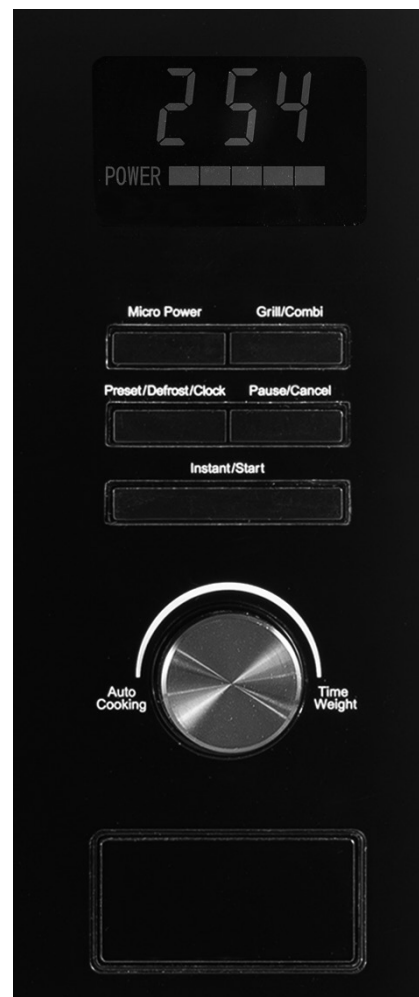 254
POWER
Micro Power Grill/Combi
Preset/Defrost/Clock Pause/Cancel
Instant/Start
Auto Cooking
Time Weight